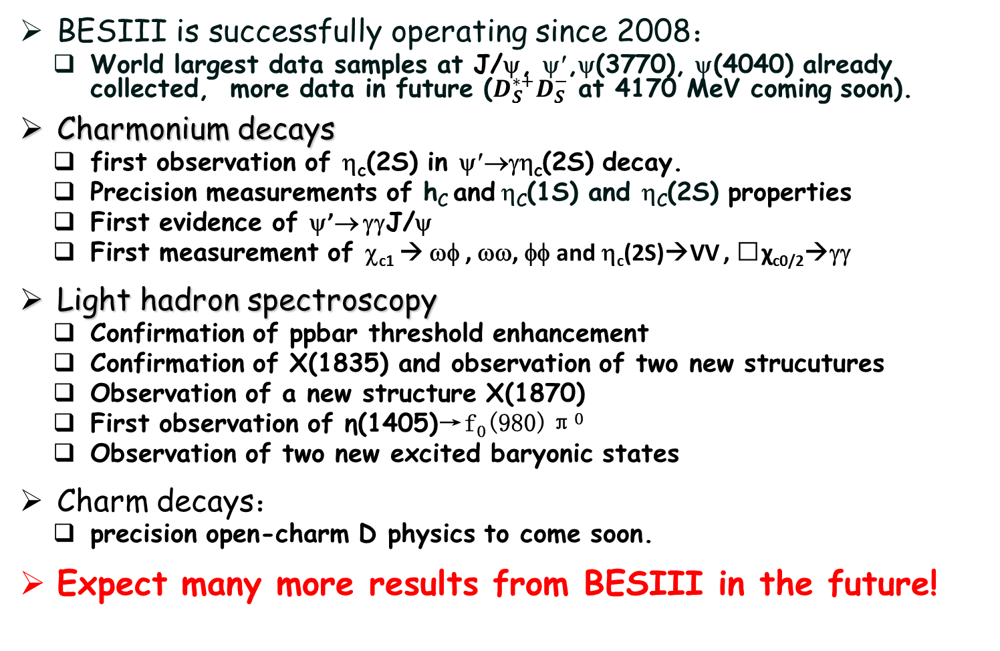 ➢ BESIII is successfully operating since 2008：
❑ World largest data samples at J/ψ, ψ′,ψ(3770), ψ(4040) already
collected, more data in future (D_S^{*+} D_S^- at 4170 MeV coming soon).
➢ Charmonium decays
❑ first observation of η_c(2S) in ψ′→γη_c(2S) decay.
❑ Precision measurements of h_C and η_C(1S) and η_C(2S) properties
❑ First evidence of ψ’→ γγJ/ψ
❑ First measurement of χ_c1 → ωϕ , ωω, ϕϕ and η_c(2S)→VV , □χ_c0/2→γγ
➢ Light hadron spectroscopy
❑ Confirmation of ppbar threshold enhancement
❑ Confirmation of X(1835) and observation of two new strucutures
❑ Observation of a new structure X(1870)
❑ First observation of η(1405)→f_0(980) π^0
❑ Observation of two new excited baryonic states
➢ Charm decays：
❑ precision open-charm D physics to come soon.
➢ Expect many more results from BESIII in the future!